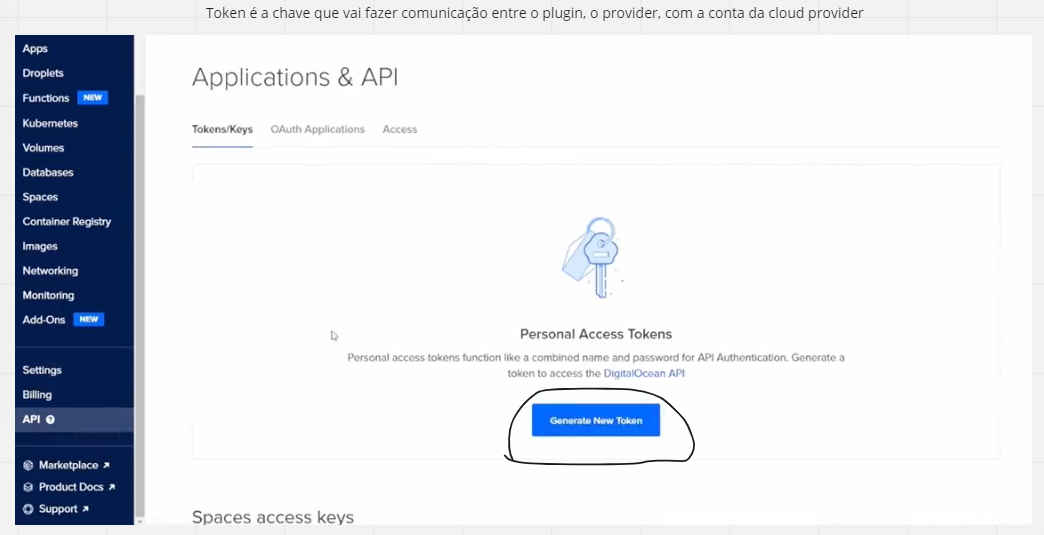 Token é a chave que vai fazer comunicação entre o plugin, o provider, com a conta da cloud provider
Apps
Droplets
Functions NEW
Kubernetes
Volumes
Databases
Spaces
Container Registry
Images
Networking
Monitoring
Add-Ons NEW
Settings
Billing
API ?
Marketplace
Product Docs
Support
Applications & API
Tokens/Keys OAuth Applications Access
Personal Access Tokens
Personal access tokens function like a combined name and password for API Authentication. Generate a
token to access the DigitalOcean API
Generate New Token
Spaces access keys